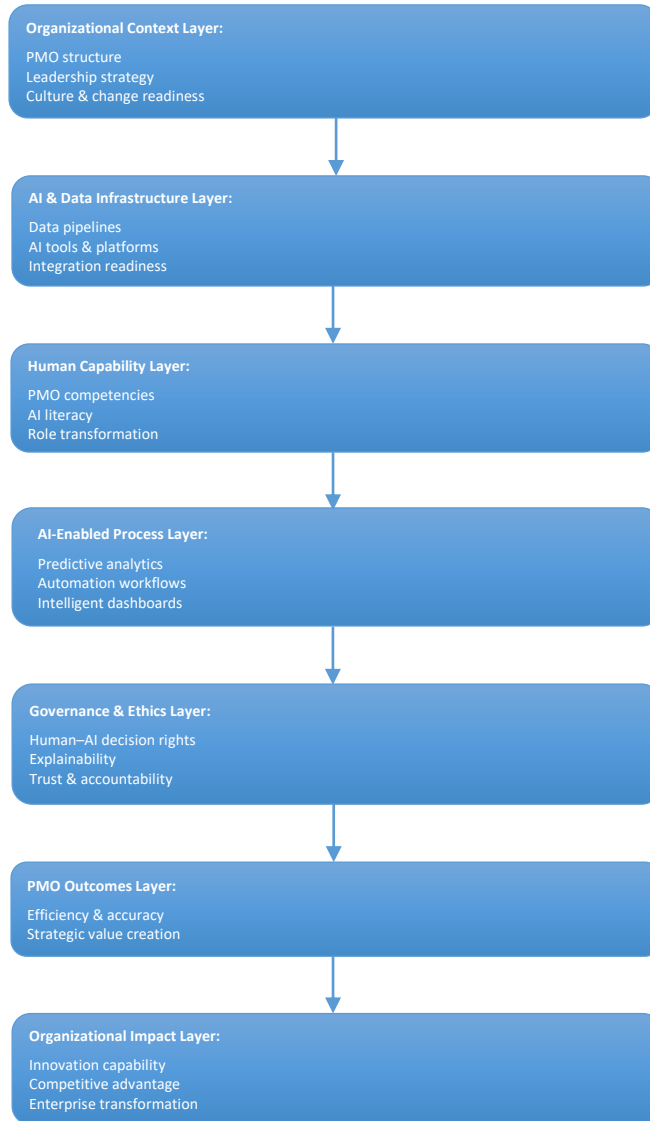 Organizational Context Layer:
PMO structure
Leadership strategy
Culture & change readiness
AI & Data Infrastructure Layer:
Data pipelines
AI tools & platforms
Integration readiness
Human Capability Layer:
PMO competencies
AI literacy
Role transformation
AI-Enabled Process Layer:
Predictive analytics
Automation workflows
Intelligent dashboards
Governance & Ethics Layer:
Human–AI decision rights
Explainability
Trust & accountability
PMO Outcomes Layer:
Efficiency & accuracy
Strategic value creation
Organizational Impact Layer:
Innovation capability
Competitive advantage
Enterprise transformation